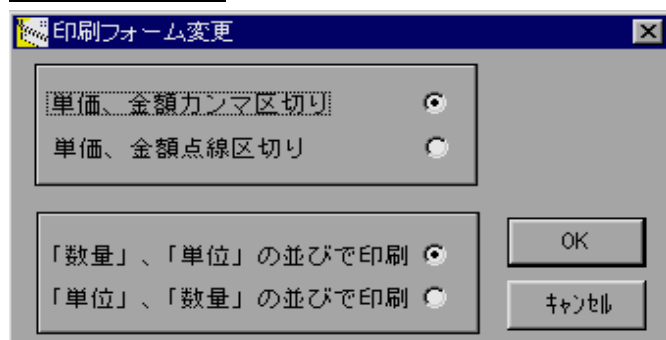 印刷フォーム変更
単価、金額カンマ区切り
単価、金額点線区切り
「数量」、「単位」の並びで印刷
「単位」、「数量」の並びで印刷
OK
ｷｬﾝｾﾙ